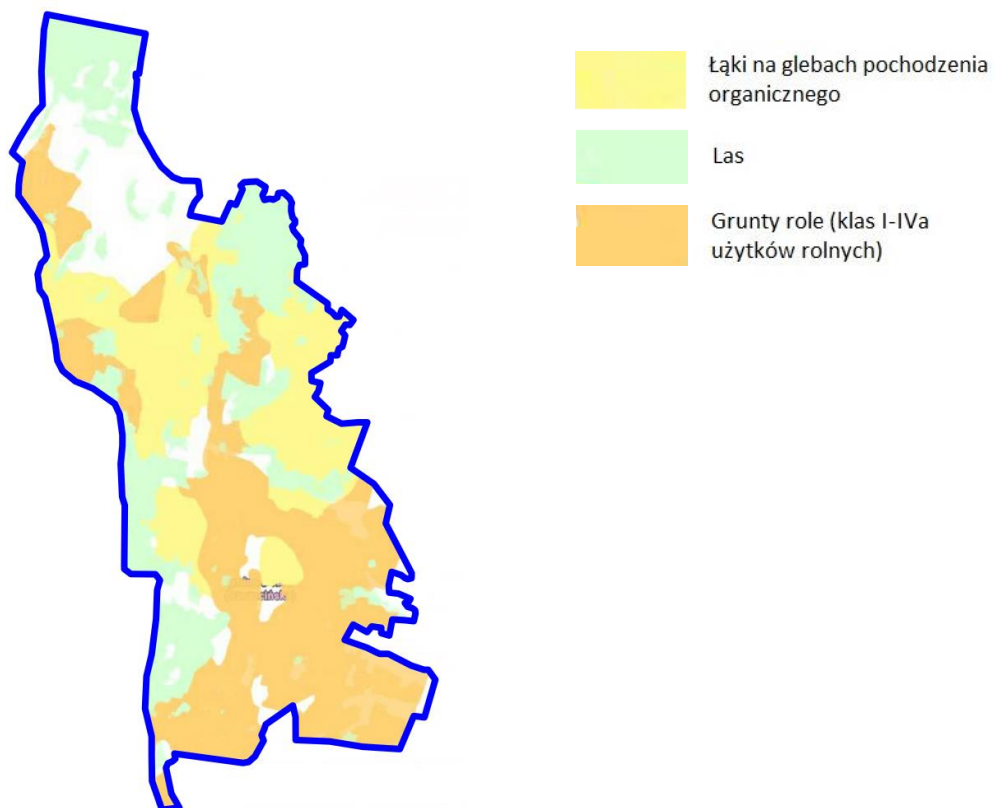 Łąki na glebach pochodzenia
organicznego
Las
Grunty role (klas I-IVa
użytków rolnych)